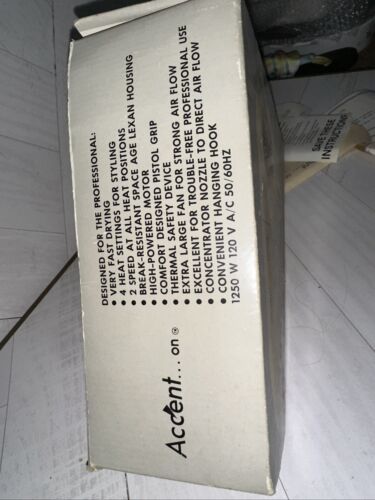 DESIGNED FOR THE PROFESSIONAL:
• VERY FAST DRYING
• 4 HEAT SETTINGS FOR STYLING
• 2 SPEED AT ALL HEAT POSITIONS
• BREAK-RESISTANT SPACE AGE LEXAN HOUSING
• HIGH-POWERED MOTOR
• COMFORT DESIGNED PISTOL GRIP
• THERMAL SAFETY DEVICE
• EXTRA LARGE FAN FOR STRONG AIR FLOW
• EXCELLENT FOR TROUBLE-FREE PROFESSIONAL USE
• CONCENTRATOR NOZZLE TO DIRECT AIR FLOW
• CONVENIENT HANGING HOOK
1250 W 120 V A/C 50/60HZ
Accent... on ®
SAVE THESE
INSTRUCTIONS